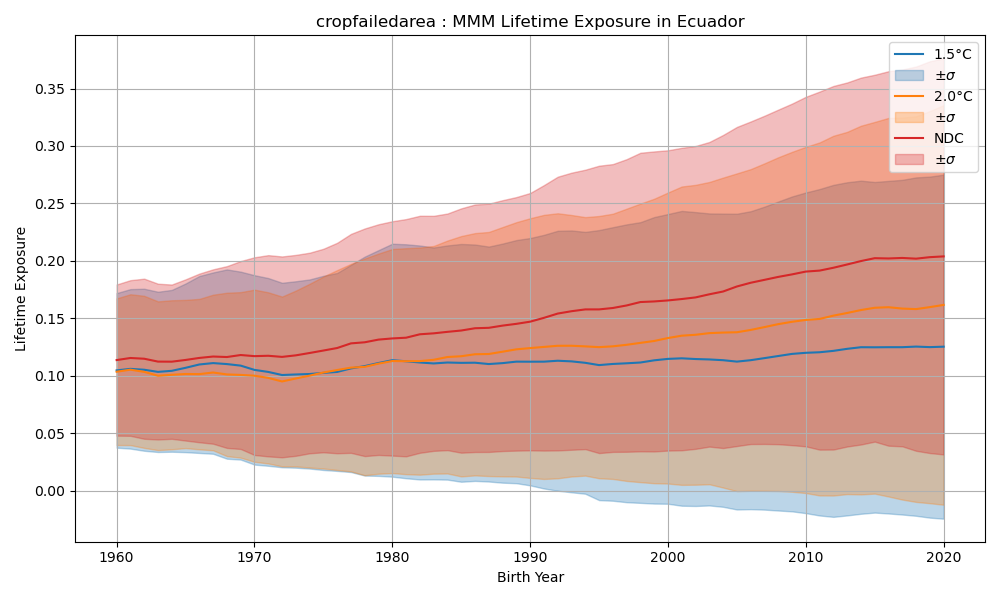 cropfailedarea : MMM Lifetime Exposure in Ecuador
Lifetime Exposure
0.35
0.30
0.25
0.20
0.15
0.10
0.05
0.00
1.5°C
±σ
2.0°C
±σ
NDC
±σ
1960 1970 1980 1990 2000 2010 2020
Birth Year